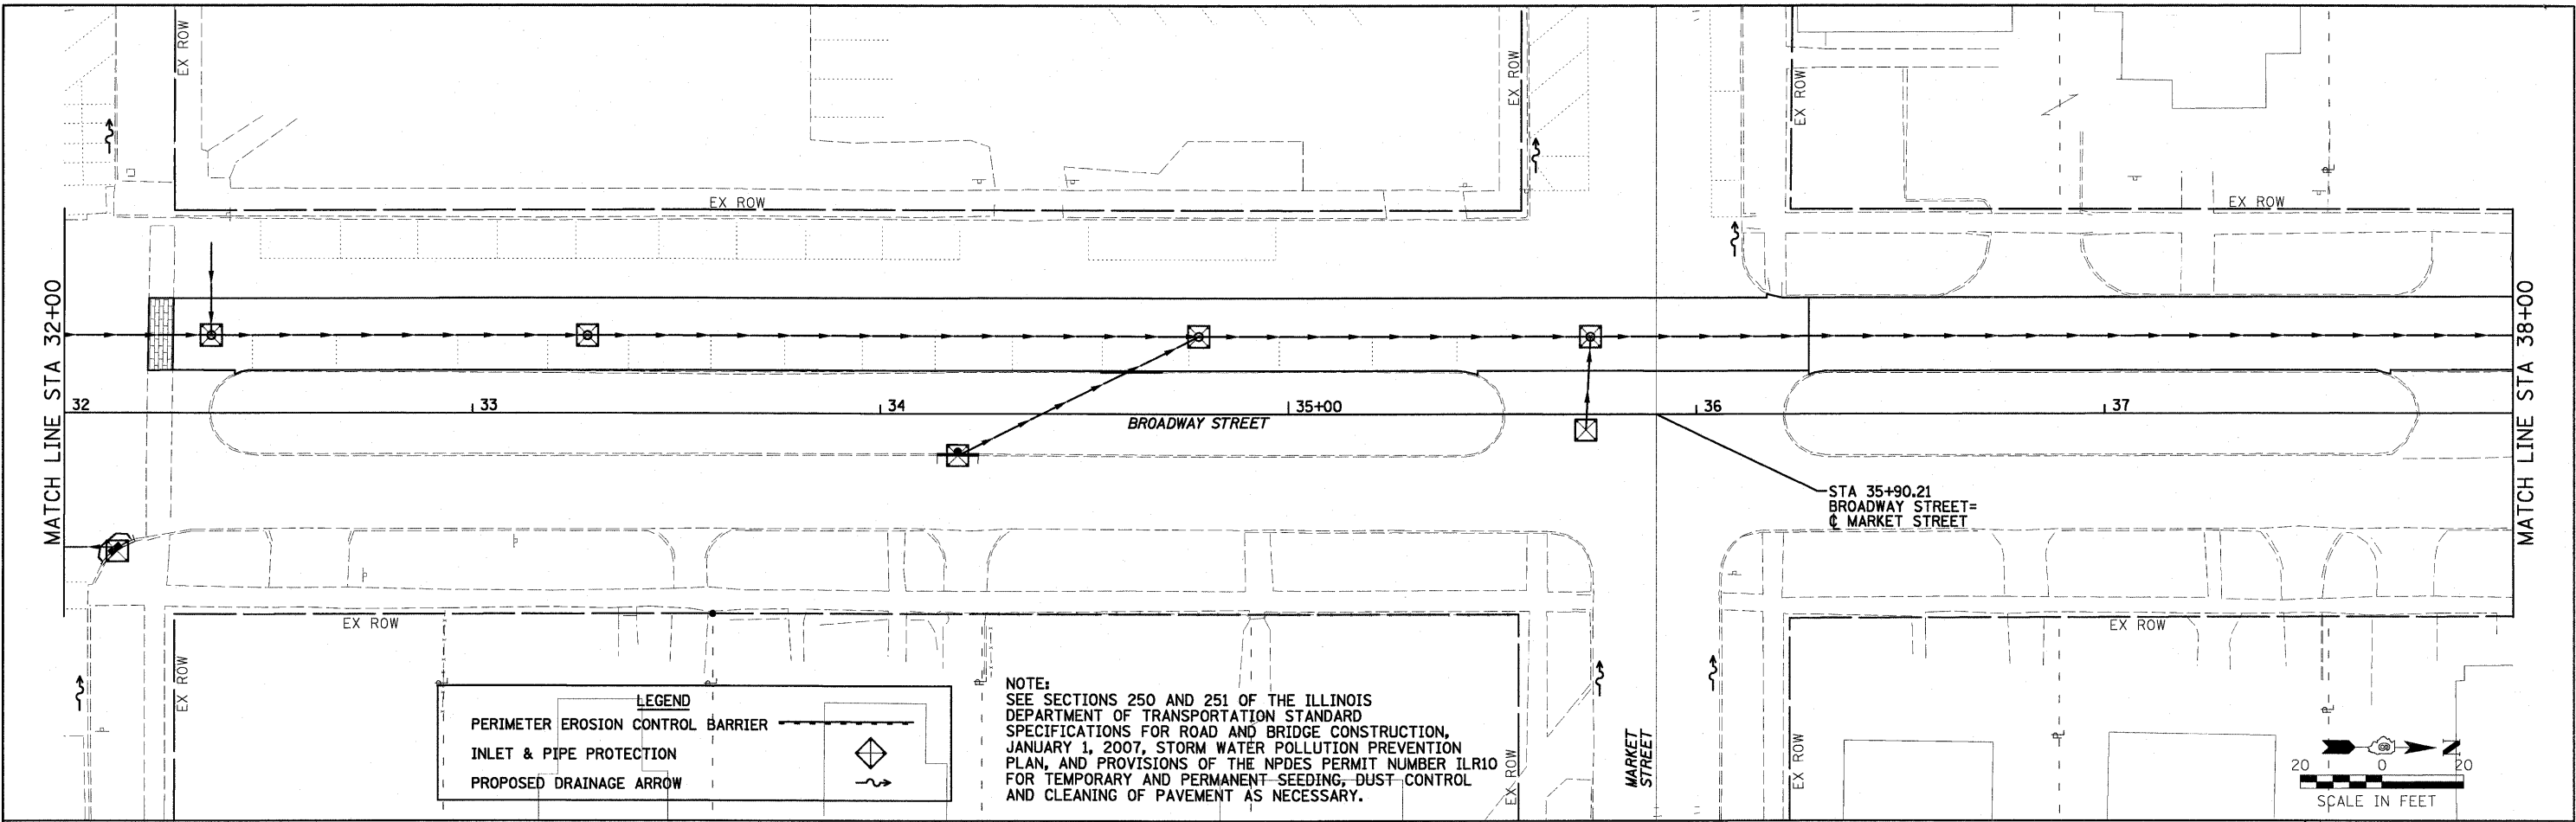 EX ROW
EX ROW
EX ROW
EX ROW
EX ROW
MATCH LINE STA 32+00
MATCH LINE STA 38+00
32
33
34
35+00
36
37
BROADWAY STREET
STA 35+90.21
BROADWAY STREET=
℄ MARKET STREET
EX ROW
EX ROW
EX ROW
EX ROW
EX ROW
MARKET
STREET
LEGEND
PERIMETER EROSION CONTROL BARRIER
INLET & PIPE PROTECTION
PROPOSED DRAINAGE ARROW
NOTE:
SEE SECTIONS 250 AND 251 OF THE ILLINOIS
DEPARTMENT OF TRANSPORTATION STANDARD
SPECIFICATIONS FOR ROAD AND BRIDGE CONSTRUCTION,
JANUARY 1, 2007, STORM WATER POLLUTION PREVENTION
PLAN, AND PROVISIONS OF THE NPDES PERMIT NUMBER ILR10
FOR TEMPORARY AND PERMANENT SEEDING, DUST CONTROL
AND CLEANING OF PAVEMENT AS NECESSARY.
20 0 20
SCALE IN FEET